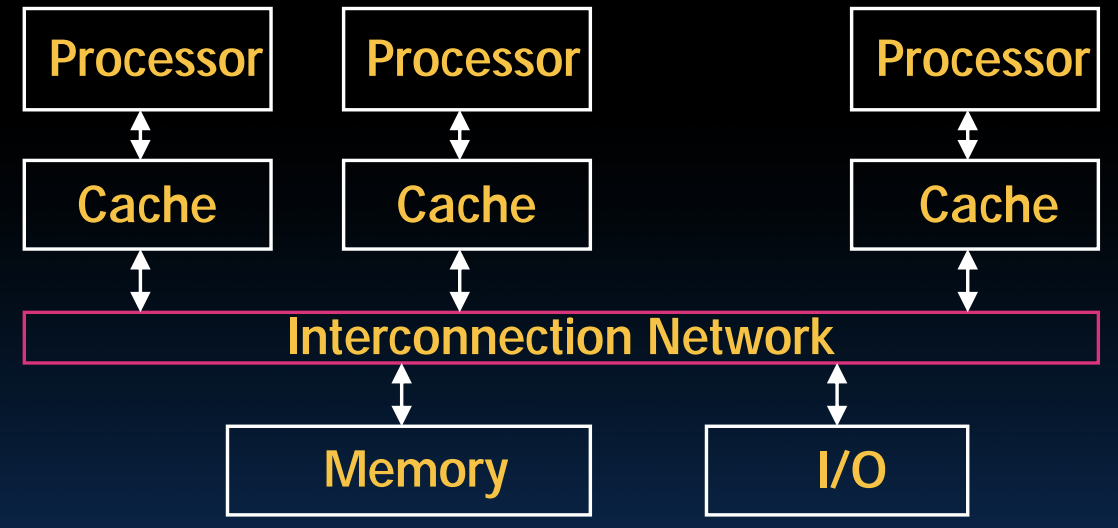 Processor Processor Processor
Cache Cache Cache
Interconnection Network
Memory I/O